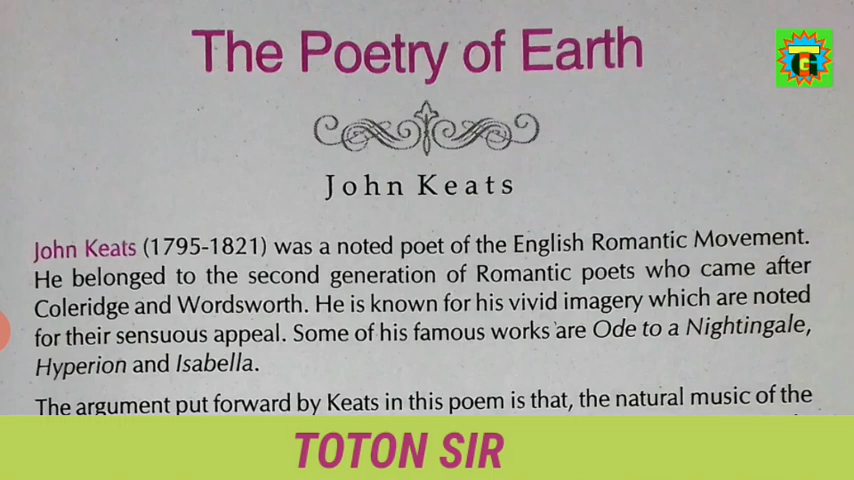 The Poetry of Earth
TG
John Keats
John Keats (1795-1821) was a noted poet of the English Romantic Movement.
He belonged to the second generation of Romantic poets who came after
Coleridge and Wordsworth. He is known for his vivid imagery which are noted
for their sensuous appeal. Some of his famous works are Ode to a Nightingale,
Hyperion and Isabella.
The argument put forward by Keats in this poem is that, the natural music of the
TOTON SIR